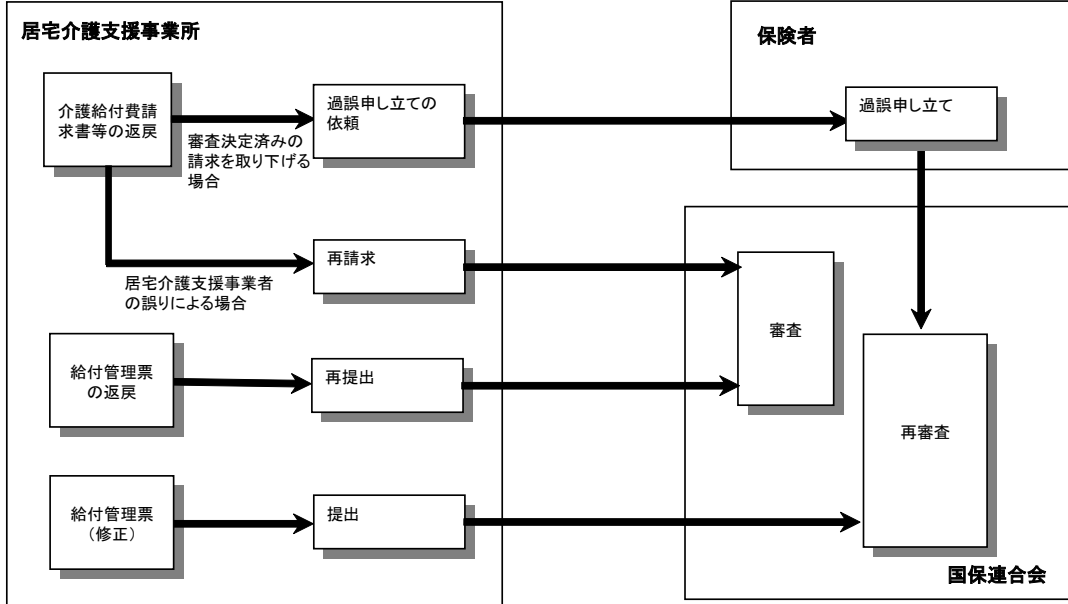 居宅介護支援事業所
保険者
介護給付費請
求書等の返戻
過誤申し立ての
依頼
過誤申し立て
審査決定済みの
請求を取り下げる
場合
再請求
居宅介護支援事業者
の誤りによる場合
審査
給付管理票
の返戻
再提出
再審査
給付管理票
（修正）
提出
国保連合会